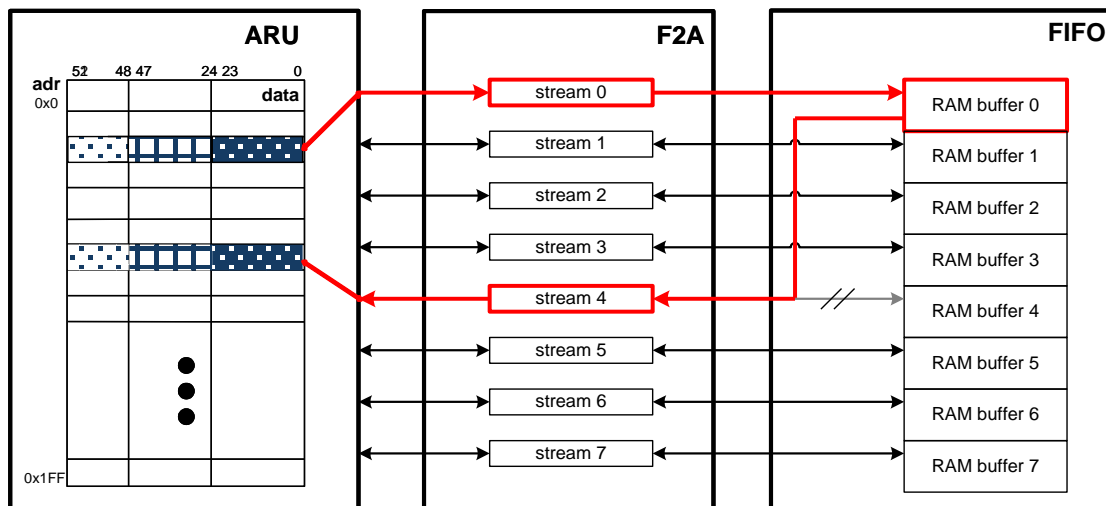 ARU
F2A
FIFO
52 48 47 24 23 0
adr
0x0
data
stream 0
stream 1
stream 2
stream 3
stream 4
stream 5
stream 6
stream 7
RAM buffer 0
RAM buffer 1
RAM buffer 2
RAM buffer 3
RAM buffer 4
RAM buffer 5
RAM buffer 6
RAM buffer 7
0x1FF